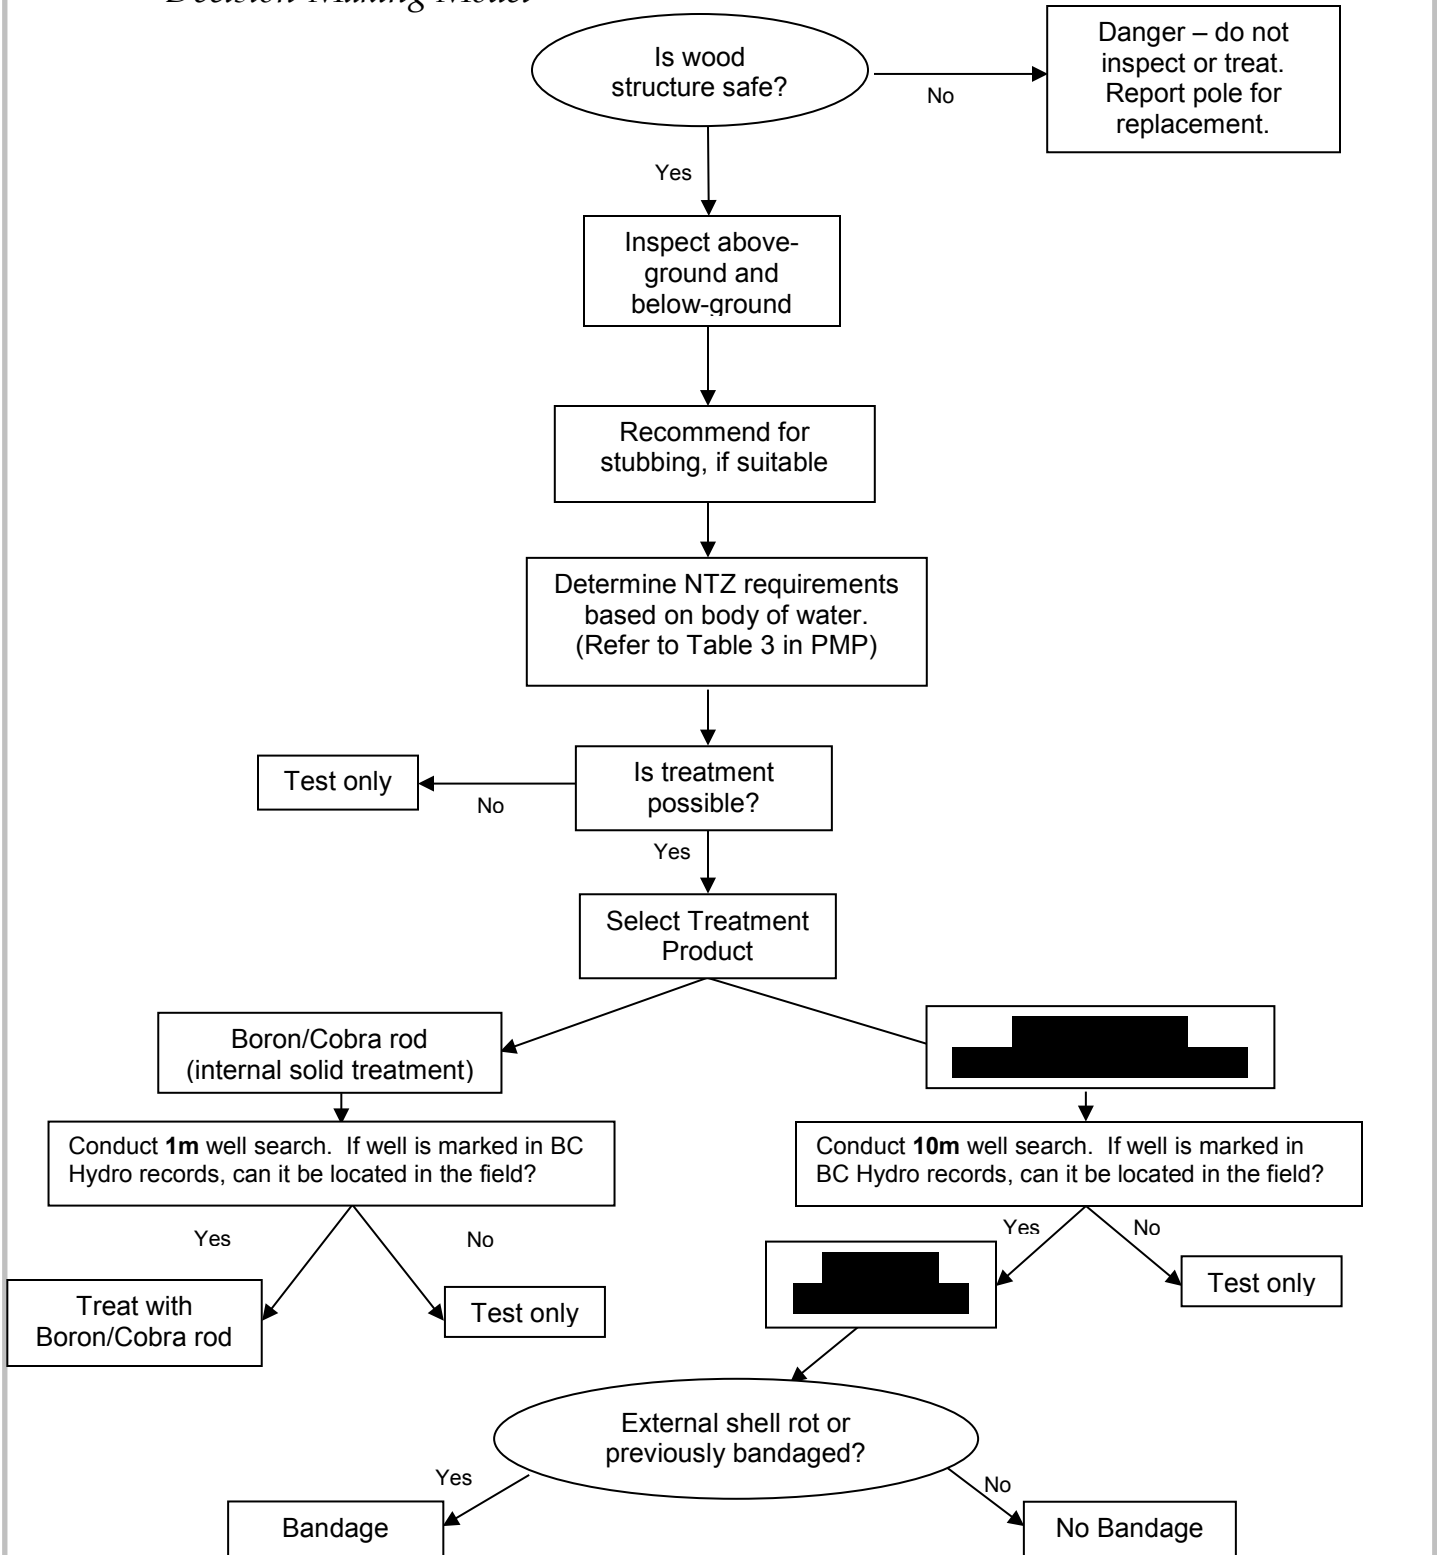 Decision Making Model
Is wood
structure safe?
No
Danger – do not
inspect or treat.
Report pole for
replacement.
Yes
Inspect above-
ground and
below-ground
Recommend for
stubbing, if suitable
Determine NTZ requirements
based on body of water.
(Refer to Table 3 in PMP)
Is treatment
possible?
No
Test only
Yes
Select Treatment
Product
Boron/Cobra rod
(internal solid treatment)
Conduct 1m well search.  If well is marked in BC
Hydro records, can it be located in the field?
Conduct 10m well search.  If well is marked in
BC Hydro records, can it be located in the field?
Yes
No
Yes
No
Treat with
Boron/Cobra rod
Test only
Test only
External shell rot or
previously bandaged?
Yes
No
Bandage
No Bandage